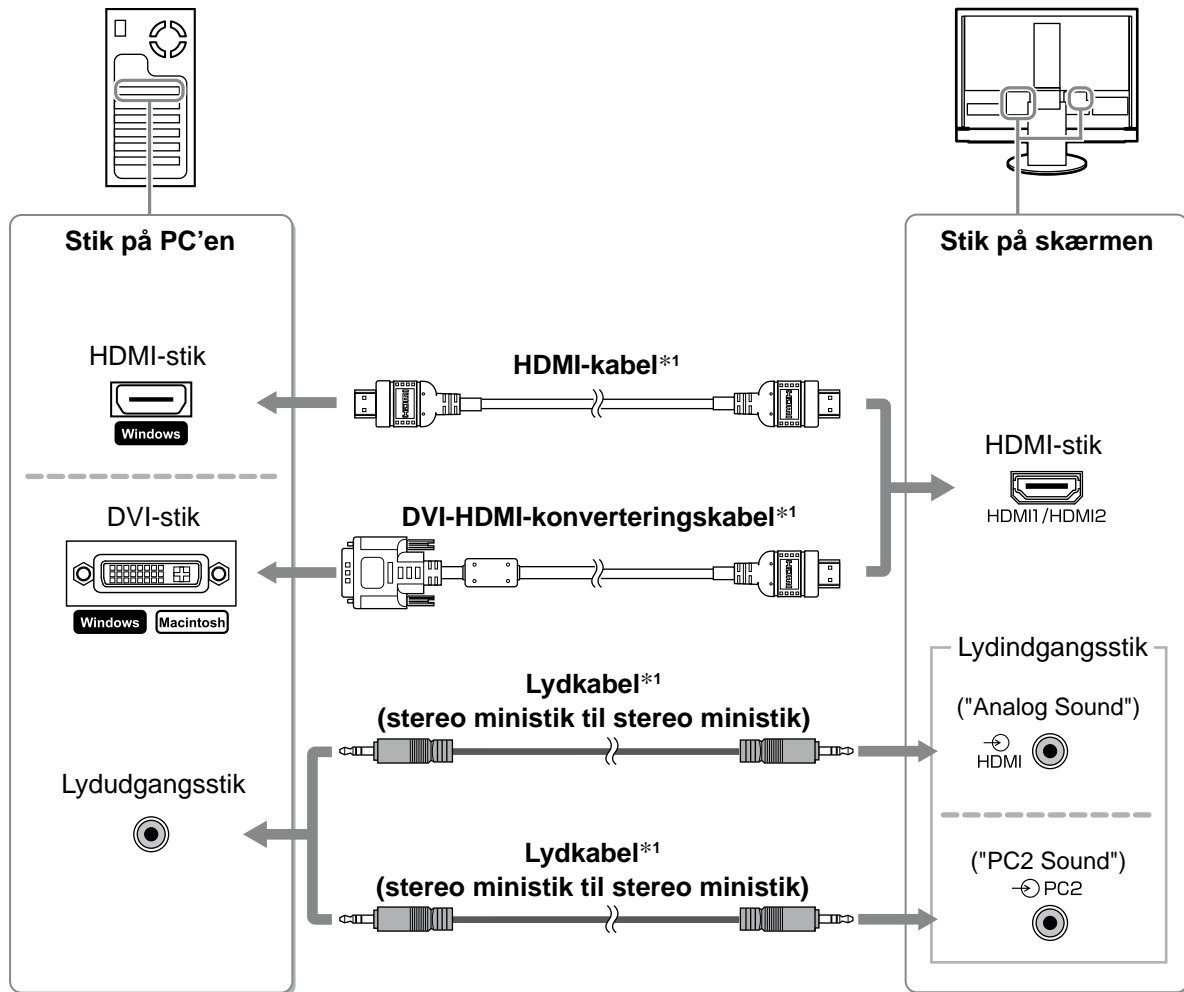 Stik på PC’en
Stik på skærmen
HDMI-stik
Windows
HDMI-kabel*1
HDMI-stik
HDMI1/HDMI2
DVI-stik
Windows Macintosh
DVI-HDMI-konverteringskabel*1
Lydindgangsstik
Lydkabel*1
(stereo ministik til stereo ministik)
("Analog Sound")
HDMI
Lydudgangsstik
Lydkabel*1
(stereo ministik til stereo ministik)
("PC2 Sound")
PC2